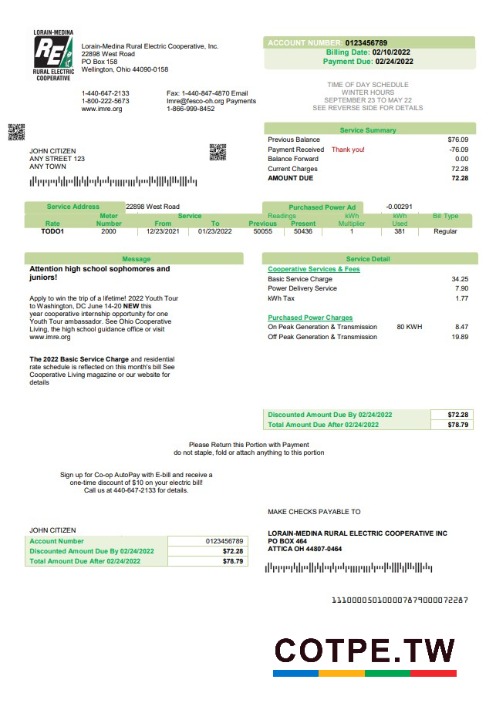 LORAIN-MEDINA
RE
RURAL ELECTRIC
COOPERATIVE
Lorain-Medina Rural Electric Cooperative, Inc.
22898 West Road
PO Box 158
Wellington, Ohio 44090-0158
1-440-647-2133 Fax: 1-440-847-4870 Email
1-800-222-5673 lmre@fesco-oh.org Payments
www.imre.org 1-866-999-8452
ACCOUNT NUMBER: 0123456789
Billing Date: 02/10/2022
Payment Due: 02/24/2022
TIME OF DAY SCHEDULE
WINTER HOURS
SEPTEMBER 23 TO MAY 22
SEE REVERSE SIDE FOR DETAILS
JOHN CITIZEN
ANY STREET 123
ANY TOWN
Service Summary
Previous Balance $76.09
Payment Received Thank you! -76.09
Balance Forward 0.00
Current Charges 72.28
AMOUNT DUE 72.28
Service Address 22898 West Road Purchased Power Ad -0.00291
Meter Service Readings kWh kWh Bill Type
Rate Number From To Previous Present Multiplier Used
TODO1 2000 12/23/2021 01/23/2022 50055 50436 1 381 Regular
Message
Attention high school sophomores and
juniors!
Apply to win the trip of a lifetime! 2022 Youth Tour
to Washington, DC June 14-20 NEW this
year cooperative internship opportunity for one
Youth Tour ambassador. See Ohio Cooperative
Living, the high school guidance office or visit
www.imre.org
The 2022 Basic Service Charge and residential
rate schedule is reflected on this month's bill See
Cooperative Living magazine or our website for
details
Service Detail
Cooperative Services & Fees
Basic Service Charge 34.25
Power Delivery Service 7.90
kWh Tax 1.77
Purchased Power Charges
On Peak Generation & Transmission 80 KWH 8.47
Off Peak Generation & Transmission 19.89
Discounted Amount Due By 02/24/2022 $72.28
Total Amount Due After 02/24/2022 $78.79
Please Return this Portion with Payment
do not staple, fold or attach anything to this portion
Sign up for Co-op AutoPay with E-bill and receive a
one-time discount of $10 on your electric bill!
Call us at 440-647-2133 for details.
MAKE CHECKS PAYABLE TO
JOHN CITIZEN
Account Number 0123456789
Discounted Amount Due By 02/24/2022 $72.28
Total Amount Due After 02/24/2022 $78.79
LORAIN-MEDINA RURAL ELECTRIC COOPERATIVE INC
PO BOX 464
ATTICA OH 44807-0464
111000050100007879000072287
COTPE.TW